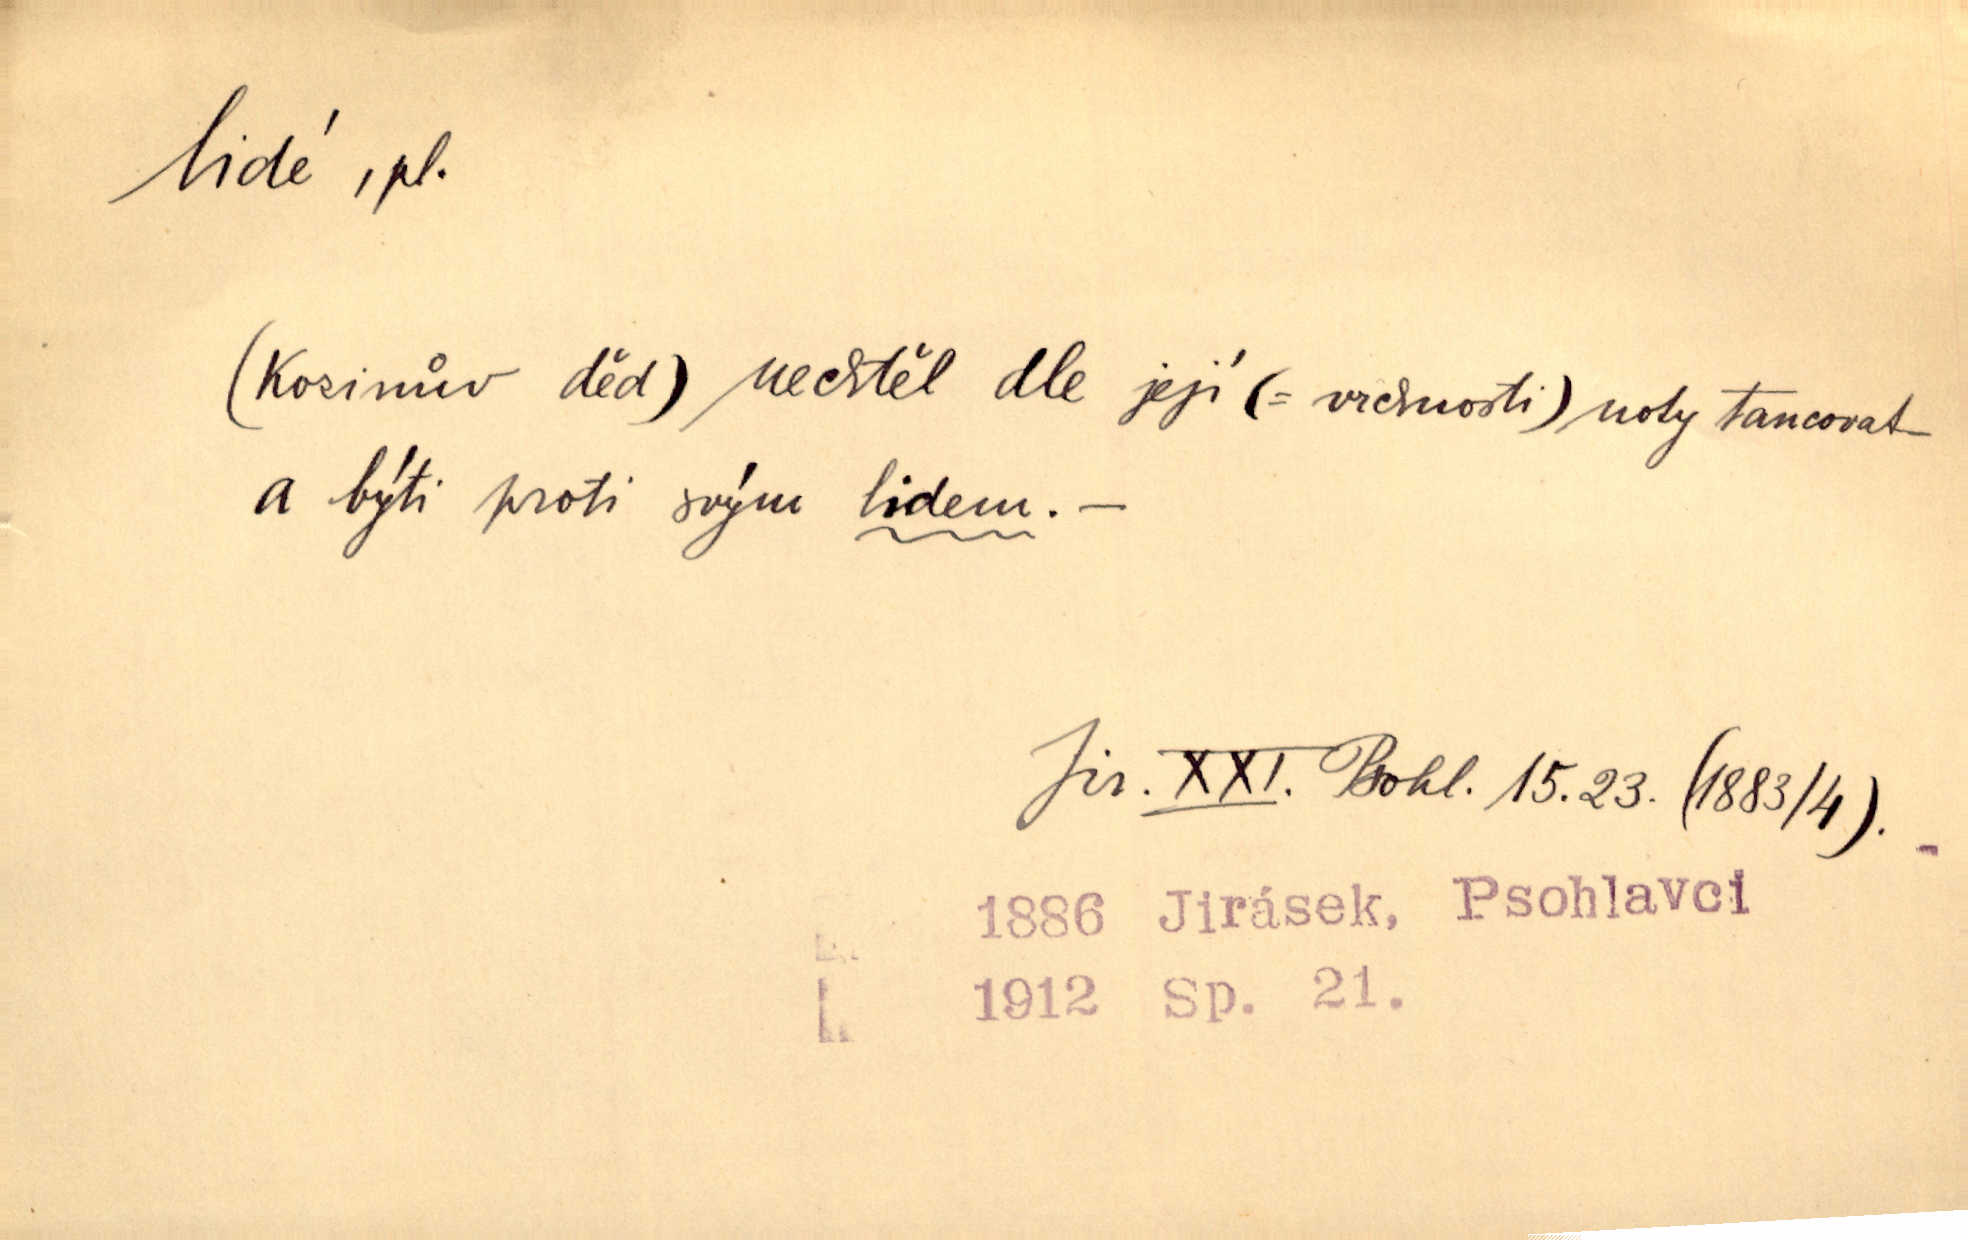 lidé, pl.
(Kozinův děd) nechtěl dle její (= vrchnosti) noty tancovat
a býti proti svým lidem. —
Jir. XXI. Psohl. 15.23. (1883/4).
1886 Jirásek, Psohlavci
1912 Sp. 21.